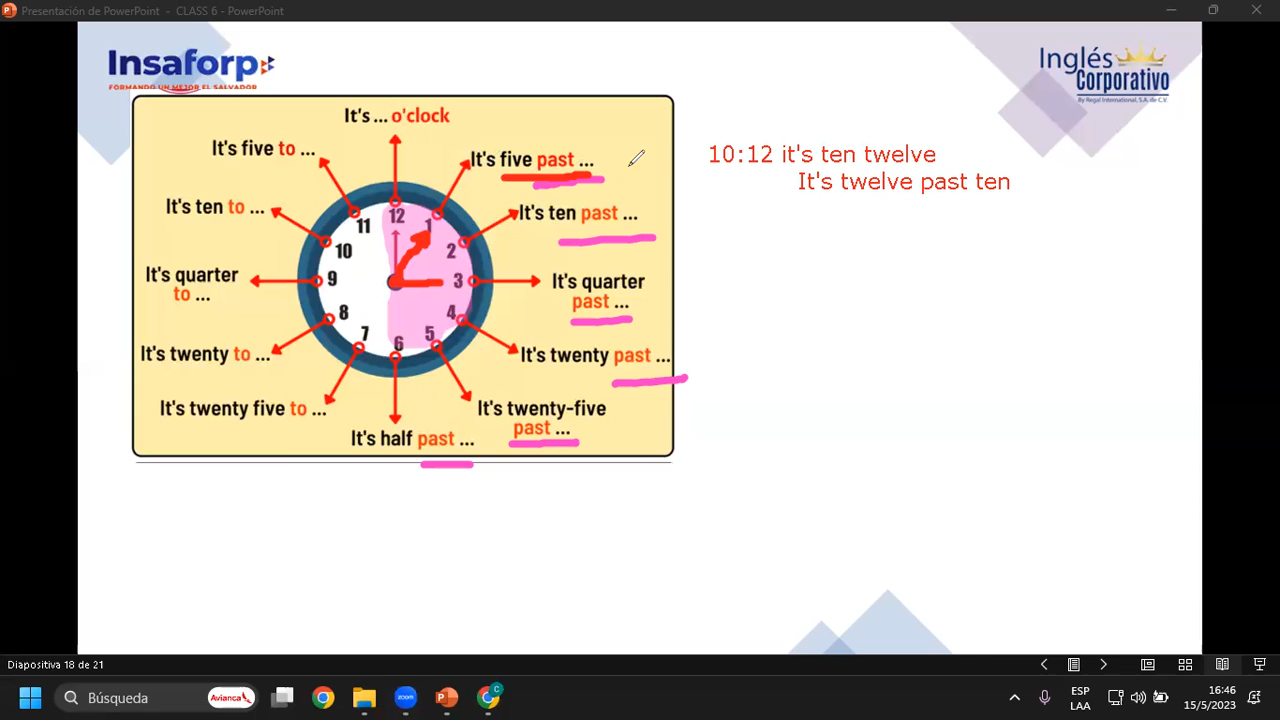 Presentación de PowerPoint - CLASS 6 - PowerPoint
Insaforp
FORMANDO UN MEJOR EL SALVADOR
Inglés
Corporativo
By Regal International, S.A. de C.V.
It's ... o'clock
It's five to ...
It's five past ...
It's ten to ...
It's ten past ...
It's quarter
to ...
It's quarter
past ...
It's twenty to ...
It's twenty past ...
It's twenty five to ...
It's twenty-five
past ...
It's half past ...
12
1
2
3
4
5
6
7
8
9
10
11
10:12 it's ten twelve
It's twelve past ten
Diapositiva 18 de 21
Búsqueda
Avianca
zoom
C
ESP
LAA
16:46
15/5/2023